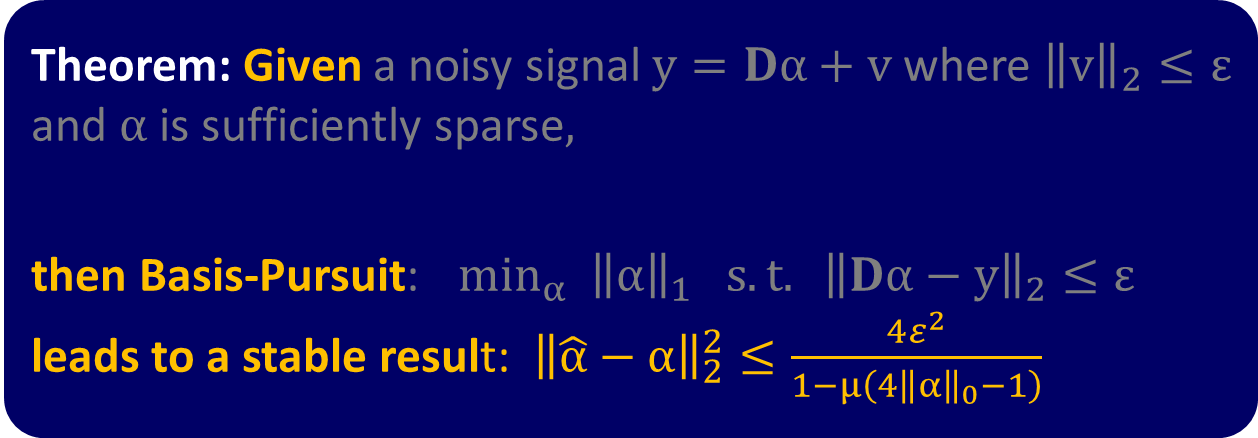 Theorem: Given a noisy signal y = Dα + v where ‖v‖₂ ≤ ε
and α is sufficiently sparse,
then Basis-Pursuit: min_α ‖α‖₁ s.t. ‖Dα − y‖₂ ≤ ε
leads to a stable result: ‖α̂ − α‖₂² ≤ 4ε² / 1−μ(4‖α‖₀−1)